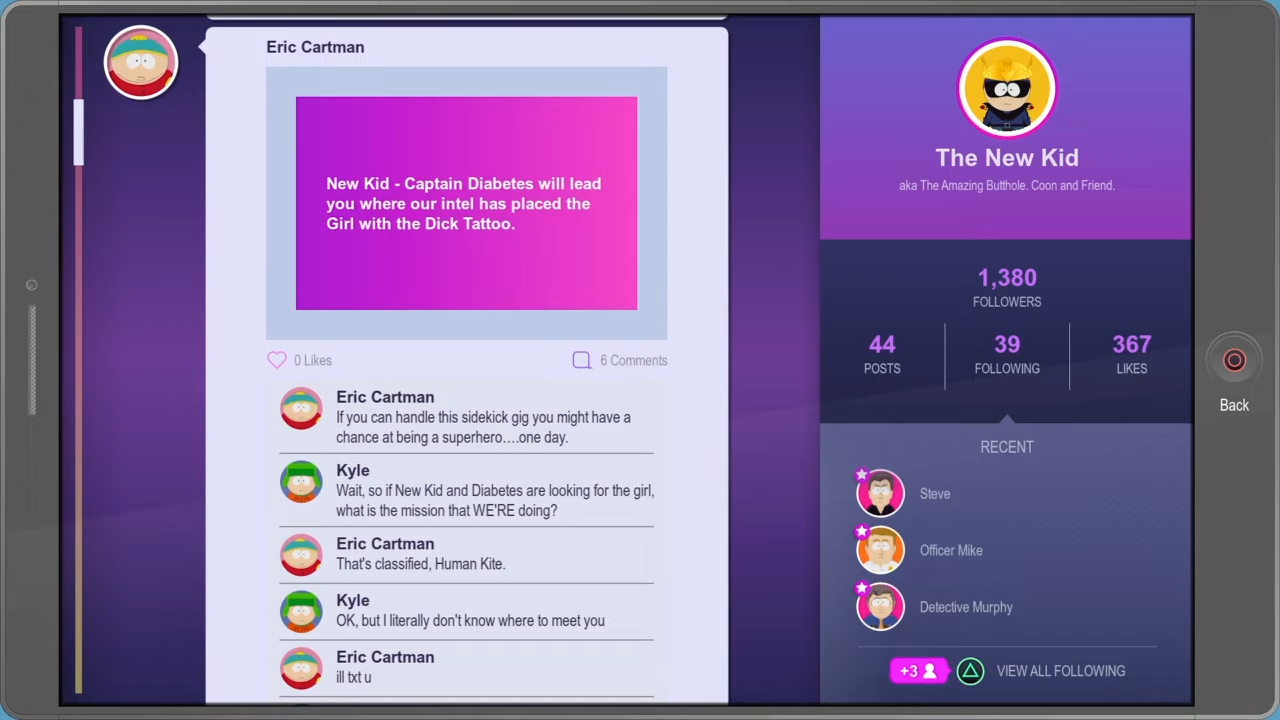 Eric Cartman
New Kid - Captain Diabetes will lead
you where our intel has placed the
Girl with the Dick Tattoo.
0 Likes
6 Comments
Eric Cartman
If you can handle this sidekick gig you might have a
chance at being a superhero....one day.
Kyle
Wait, so if New Kid and Diabetes are looking for the girl,
what is the mission that WE'RE doing?
Eric Cartman
That's classified, Human Kite.
Kyle
OK, but I literally don't know where to meet you
Eric Cartman
ill txt u
The New Kid
aka The Amazing Butthole. Coon and Friend.
1,380
FOLLOWERS
44
POSTS
39
FOLLOWING
367
LIKES
RECENT
Steve
Officer Mike
Detective Murphy
+3
VIEW ALL FOLLOWING
Back